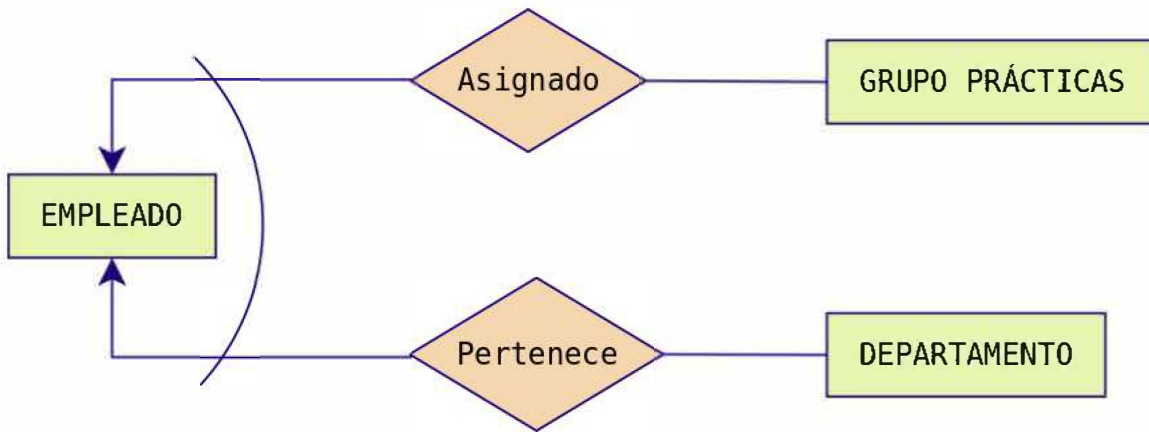 Asignado
GRUPO PRÁCTICAS
EMPLEADO
Pertenece
DEPARTAMENTO